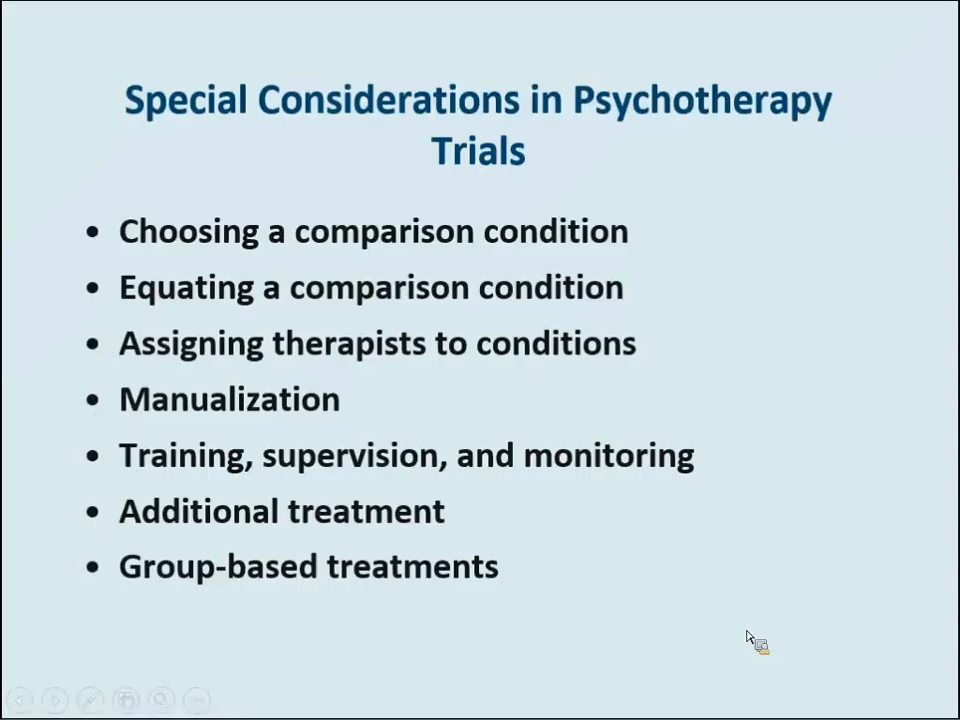 Special Considerations in Psychotherapy
Trials
• Choosing a comparison condition
• Equating a comparison condition
• Assigning therapists to conditions
• Manualization
• Training, supervision, and monitoring
• Additional treatment
• Group-based treatments